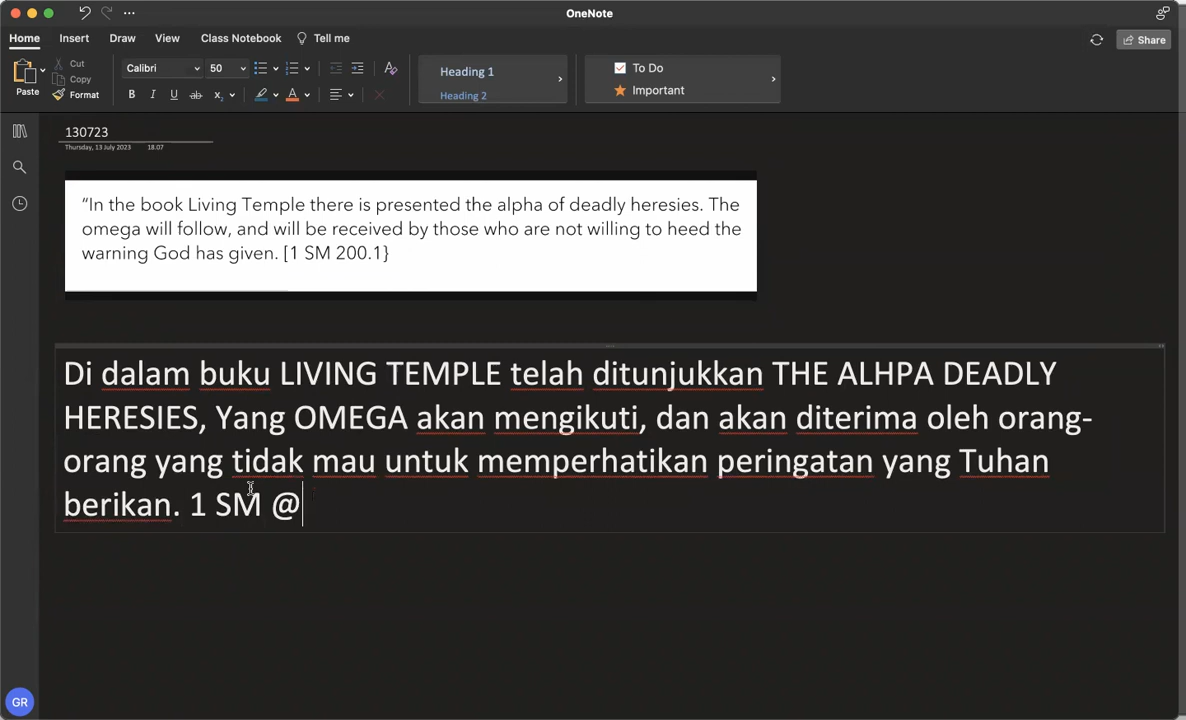 OneNote
Home Insert Draw View Class Notebook Tell me
Share
Paste
Cut
Copy
Format
Calibri 50
B I U ab x₂ A
Heading 1
Heading 2
To Do
Important
130723
Thursday, 13 July 2023 18.07
“In the book Living Temple there is presented the alpha of deadly heresies. The
omega will follow, and will be received by those who are not willing to heed the
warning God has given. [1 SM 200.1}
Di dalam buku LIVING TEMPLE telah ditunjukkan THE ALHPA DEADLY
HERESIES, Yang OMEGA akan mengikuti, dan akan diterima oleh orang-
orang yang tidak mau untuk memperhatikan peringatan yang Tuhan
berikan. 1 SM @
GR